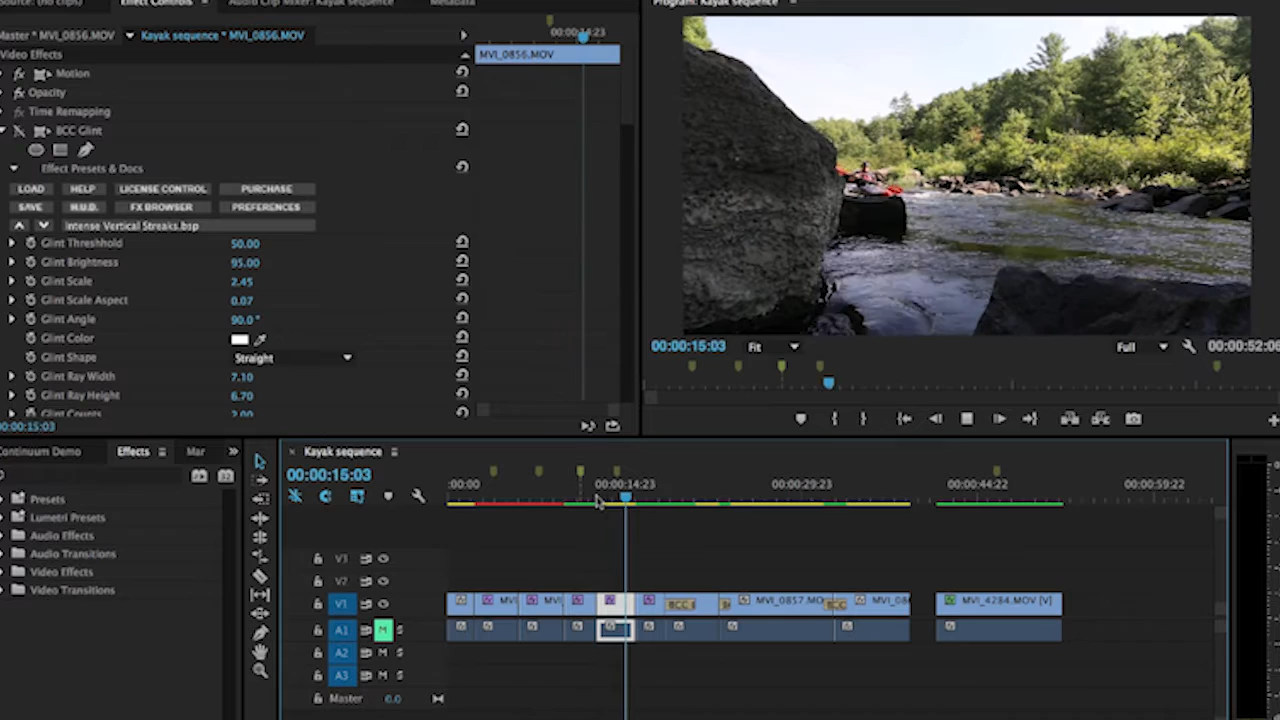 Source: (no clips)
Effect Controls
Audio Clip Mixer: Kayak sequence
Metadata
Program: Kayak sequence
Master * MVI_0856.MOV
Kayak sequence * MVI_0856.MOV
00:00:14:23
Video Effects
MVI_0856.MOV
fx Motion
fx Opacity
fx Time Remapping
fx BCC Glint
Effect Presets & Docs
LOAD HELP LICENSE CONTROL PURCHASE
SAVE H.U.D. FX BROWSER PREFERENCES
Intense Vertical Streaks.bsp
Glint Threshhold 50.00
Glint Brightness 95.00
Glint Scale 2.45
Glint Scale Aspect 0.07
Glint Angle 90.0 °
Glint Color
Glint Shape Straight
Glint Ray Width 7.10
Glint Ray Height 6.70
Glint Counts 2.00
00:00:15:03
00:00:15:03 Fit Full 00:00:52:06
Continuum Demo Effects Mar
Presets
Lumetri Presets
Audio Effects
Audio Transitions
Video Effects
Video Transitions
Kayak sequence
00:00:15:03
:00:00 00:00:14:23 00:00:29:23 00:00:44:22 00:00:59:22
V3
V2
V1 MVI MVI BCC MVI_0857.MO BCC MVI_08 MVI_4284.MOV [V]
A1 M S
A2 M S
A3 M S
Master 0.0